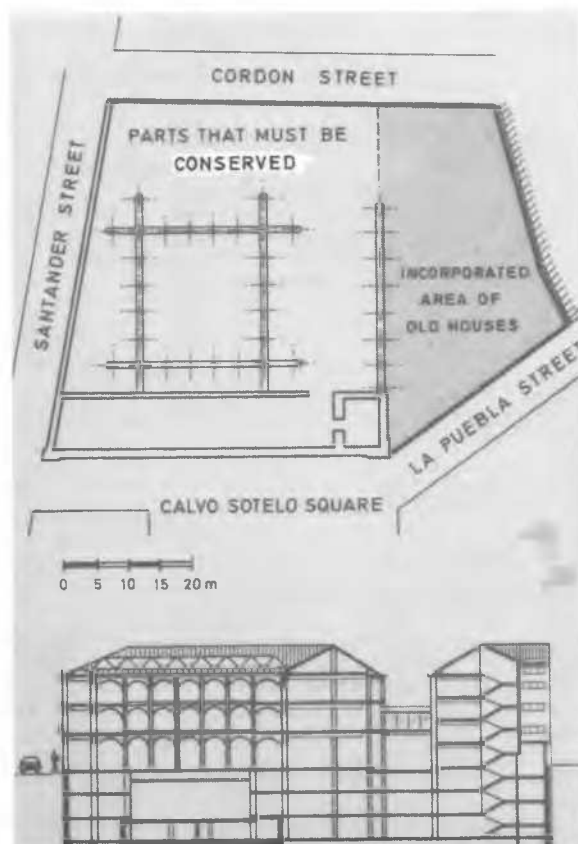 CORDON STREET
PARTS THAT MUST BE
CONSERVED
SANTANDER STREET
INCORPORATED
AREA OF
OLD HOUSES
LA PUEBLA STREET
CALVO SOTELO SQUARE
0 5 10 15 20 m